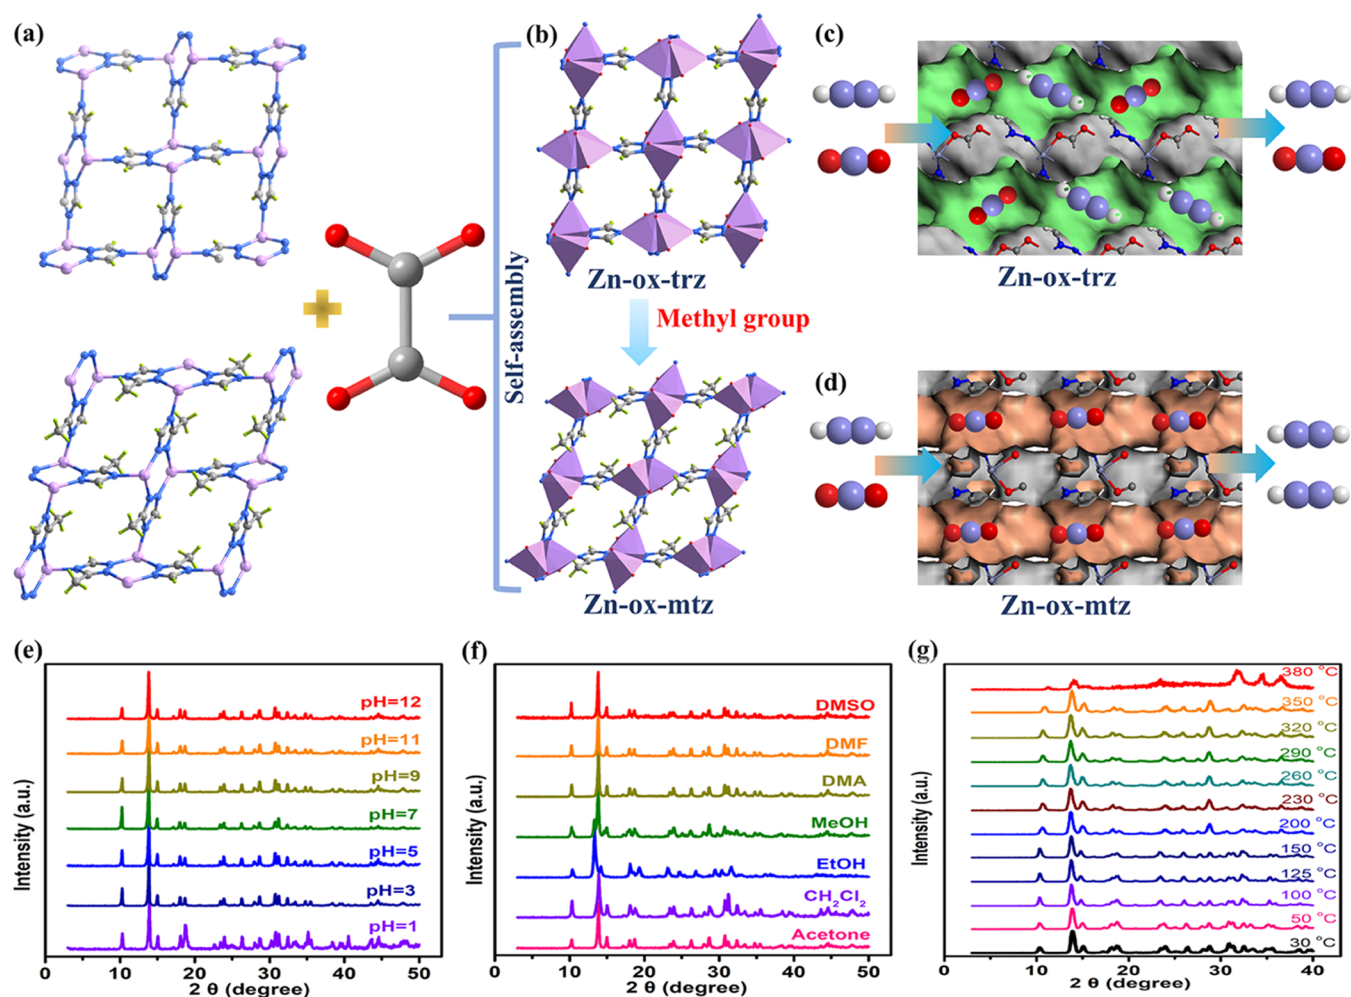 (a)
(b)
(c)
(d)
Self-assembly
Zn-ox-trz
Methyl group
Zn-ox-mtz
Zn-ox-trz
Zn-ox-mtz
(e)
Intensity (a.u.)
pH=12
pH=11
pH=9
pH=7
pH=5
pH=3
pH=1
0 10 20 30 40 50
2 θ (degree)
(f)
Intensity (a.u.)
DMSO
DMF
DMA
MeOH
EtOH
CH2Cl2
Acetone
0 10 20 30 40 50
2 θ (degree)
(g)
Intensity (a.u.)
380 °C
350 °C
320 °C
290 °C
260 °C
230 °C
200 °C
150 °C
125 °C
100 °C
50 °C
30 °C
0 10 20 30 40
2 θ (degree)